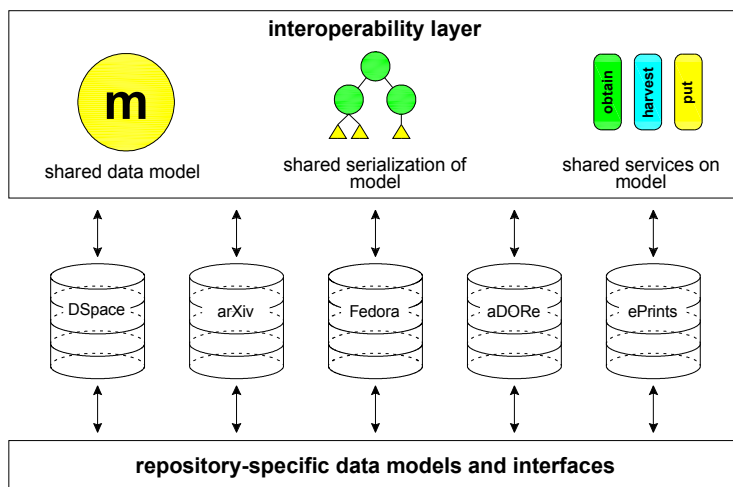 interoperability layer
m
obtain
harvest
put
shared data model
shared serialization of
model
shared services on
model
DSpace
arXiv
Fedora
aDORe
ePrints
repository-specific data models and interfaces